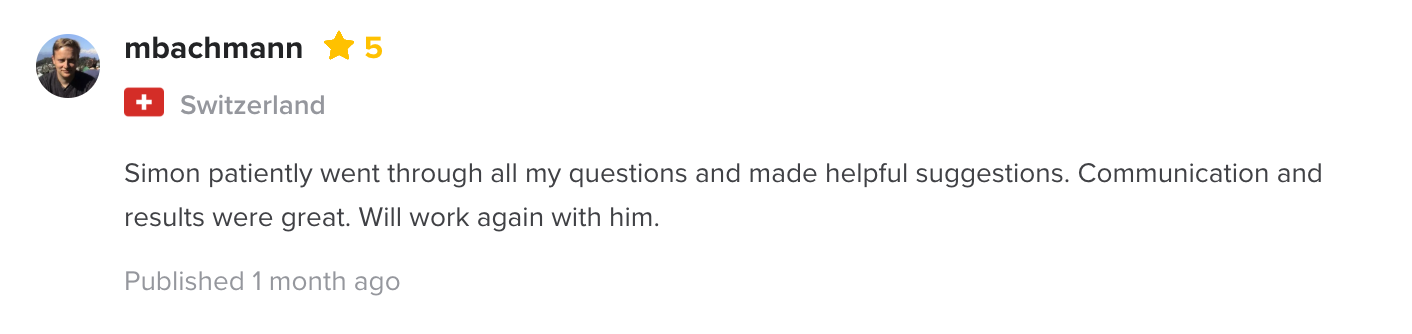 mbachmann 5
Switzerland
Simon patiently went through all my questions and made helpful suggestions. Communication and
results were great. Will work again with him.
Published 1 month ago